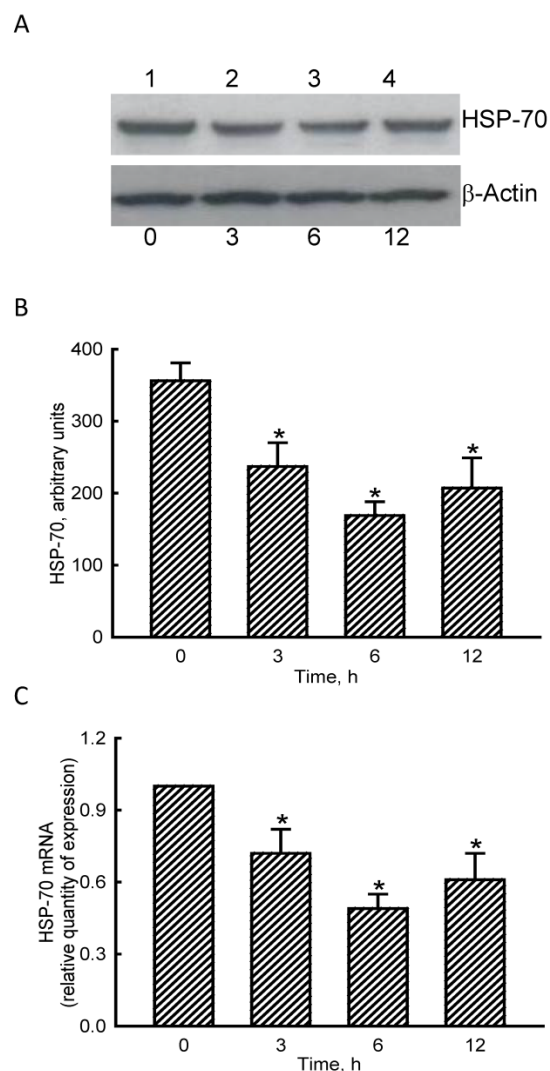 A
1 2 3 4
HSP-70
β-Actin
0 3 6 12
B
400
300
200
100
0
HSP-70, arbitrary units
*
*
*
0 3 6 12
Time, h
C
1.2
0.9
0.6
0.3
0.0
HSP-70 mRNA
(relative quantity of expression)
*
*
*
0 3 6 12
Time, h